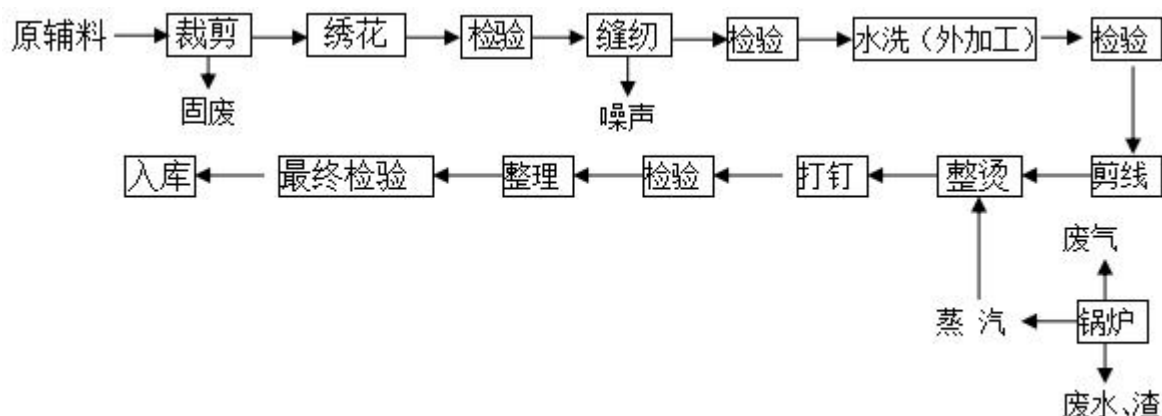 原辅料 裁剪 绣花 检验 缝纫 检验 水洗（外加工） 检验
固废 噪声
入库 最终检验 整理 检验 打钉 整烫 剪线
废气
蒸 汽 锅炉
废水、渣